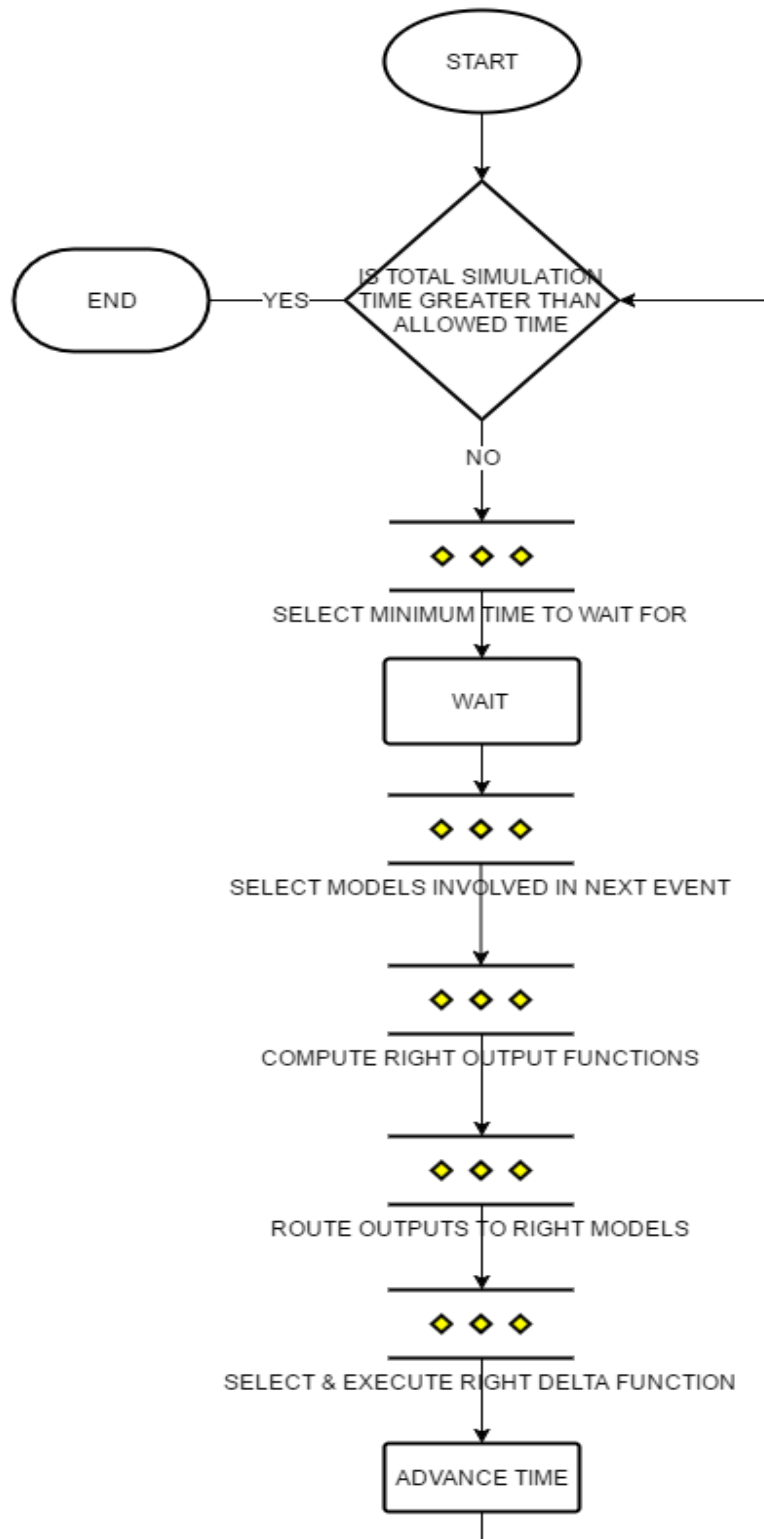 START
IS TOTAL SIMULATION
TIME GREATER THAN
ALLOWED TIME
END
YES
NO
SELECT MINIMUM TIME TO WAIT FOR
WAIT
SELECT MODELS INVOLVED IN NEXT EVENT
COMPUTE RIGHT OUTPUT FUNCTIONS
ROUTE OUTPUTS TO RIGHT MODELS
SELECT & EXECUTE RIGHT DELTA FUNCTION
ADVANCE TIME